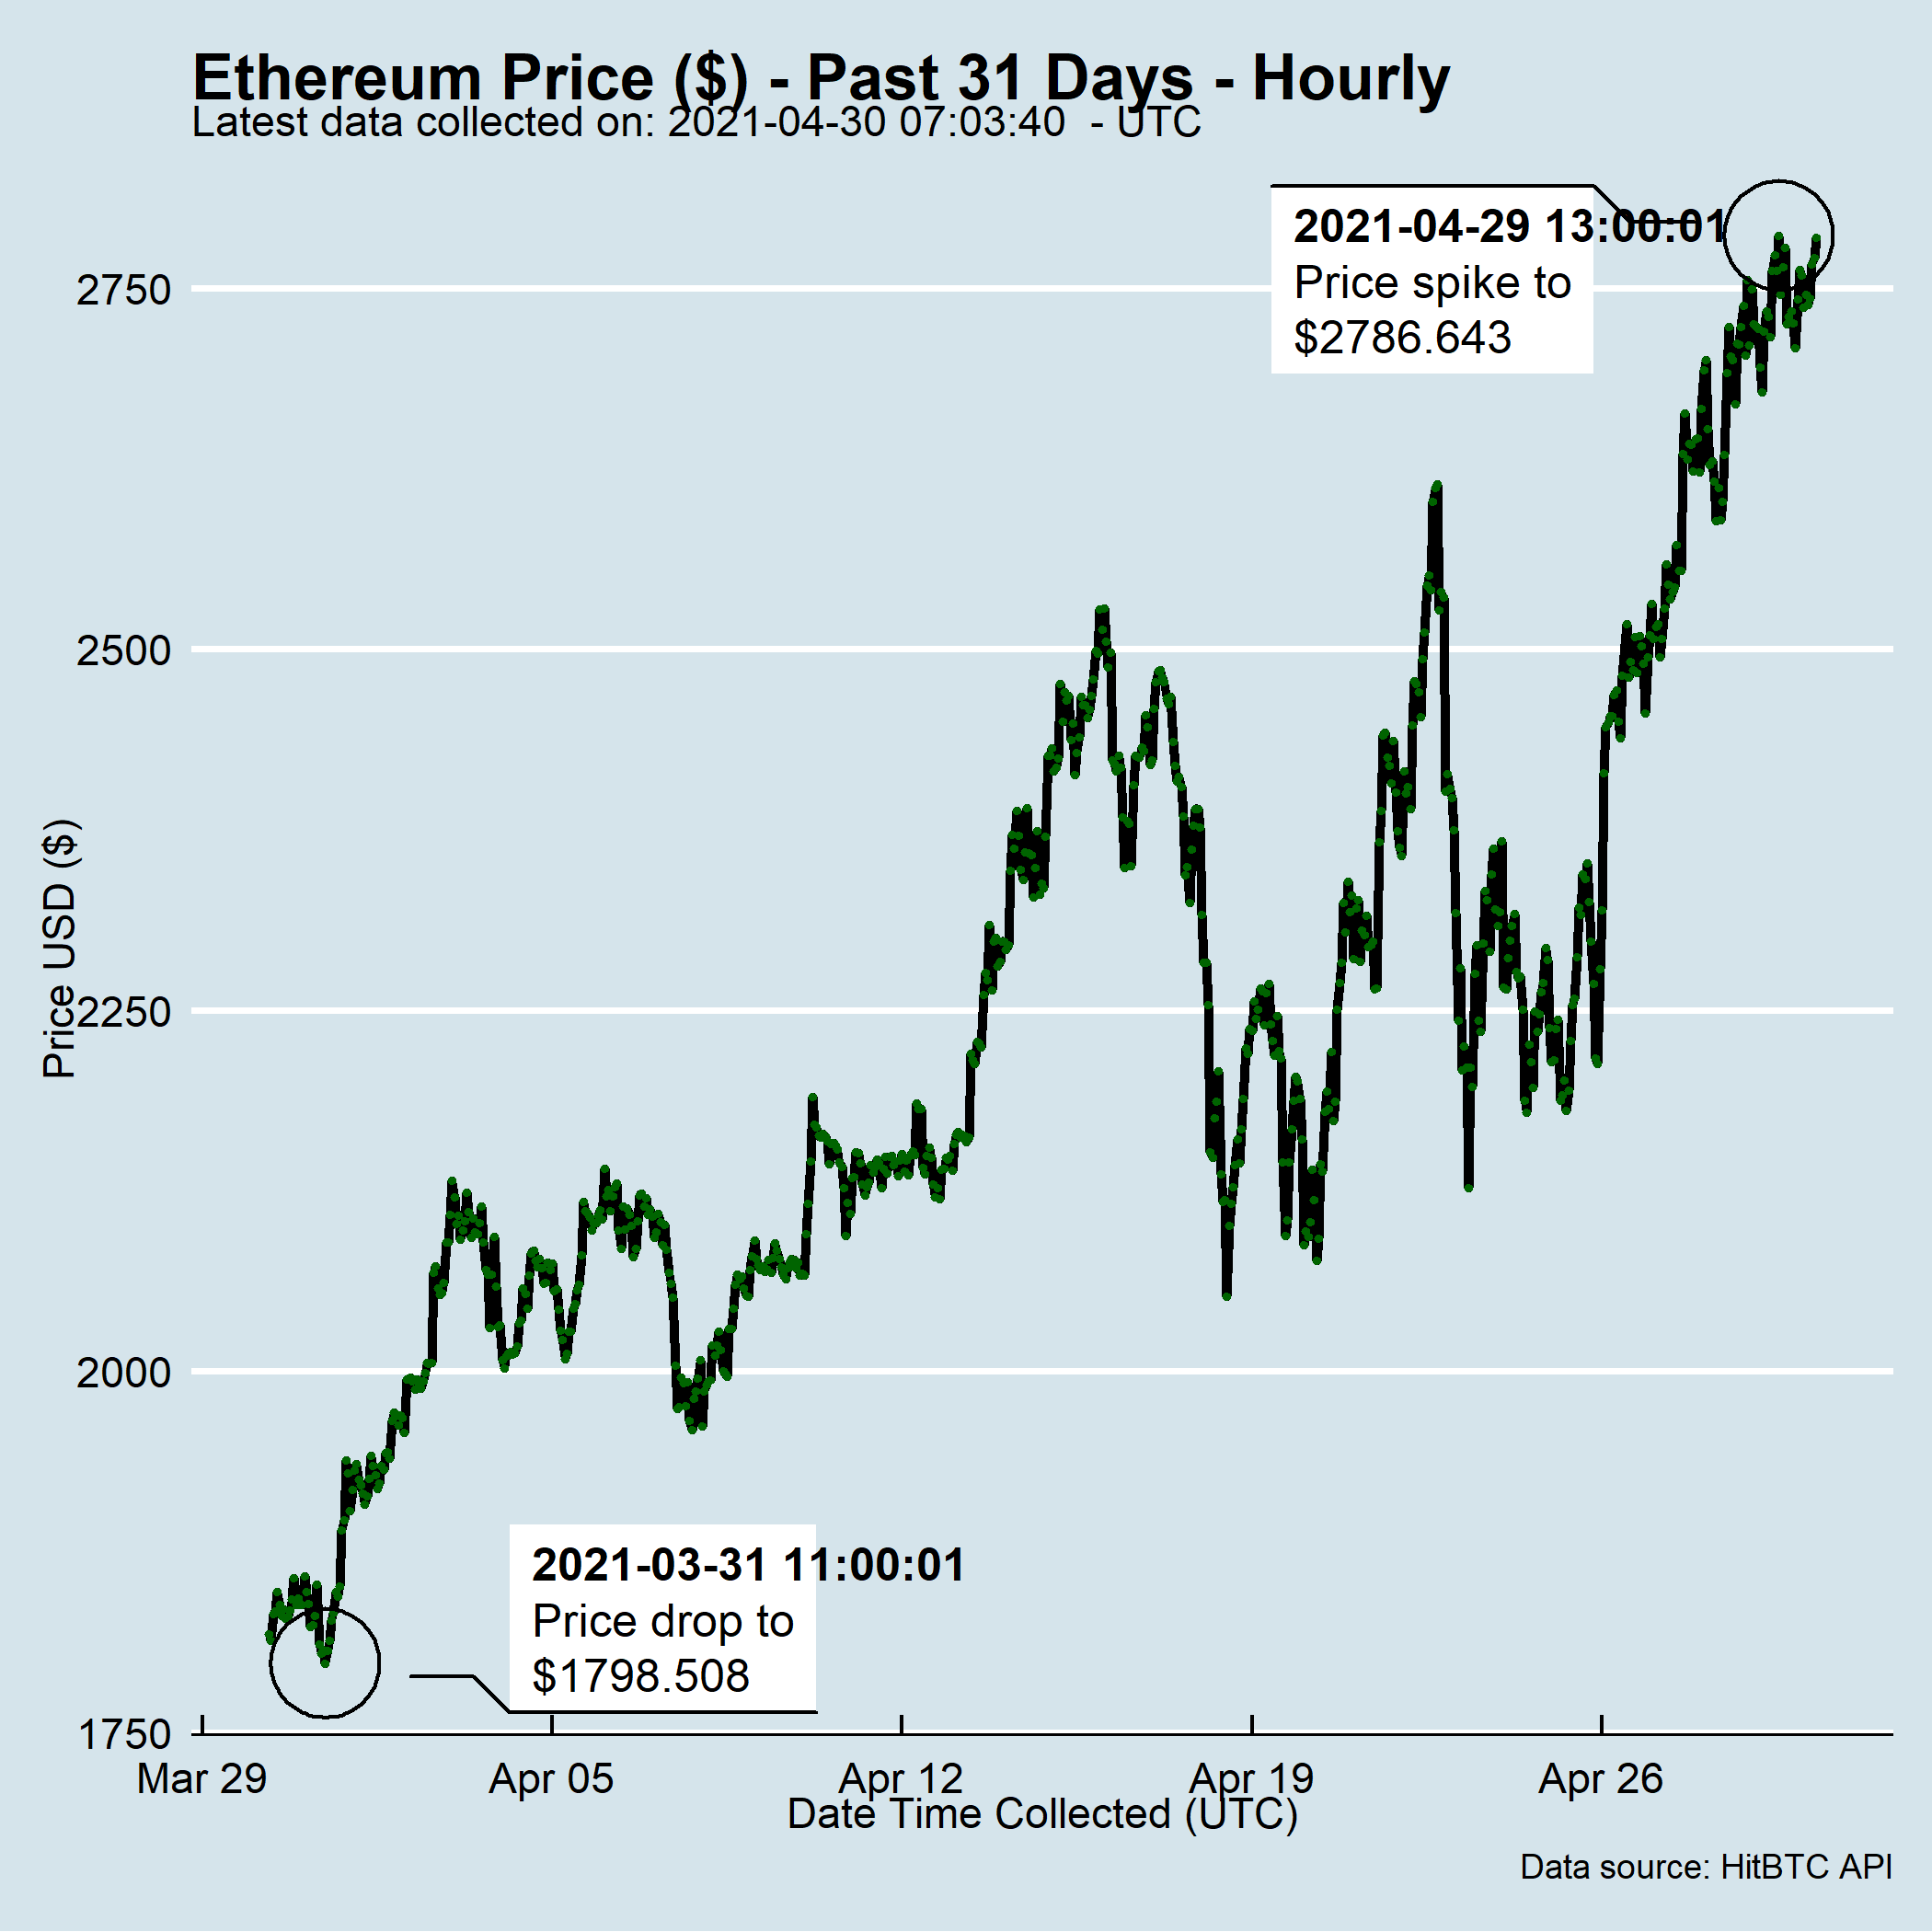 Ethereum Price ($) - Past 31 Days - Hourly
Latest data collected on: 2021-04-30 07:03:40  - UTC
2021-04-29 13:00:01
Price spike to
$2786.643
2750
2500
2250
2000
1750
Price USD ($)
2021-03-31 11:00:01
Price drop to
$1798.508
Mar 29 Apr 05 Apr 12 Apr 19 Apr 26
Date Time Collected (UTC)
Data source: HitBTC API